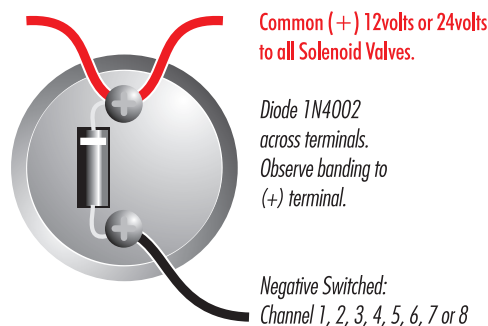 Common (+) 12volts or 24volts
to all Solenoid Valves.
Diode 1N4002
across terminals.
Observe banding to
(+) terminal.
Negative Switched:
Channel 1, 2, 3, 4, 5, 6, 7 or 8